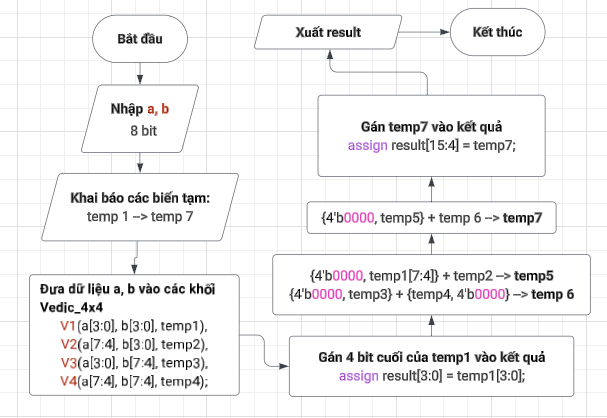 Bắt đầu
Nhập a, b
8 bit
Khai báo các biến tạm:
temp 1 --> temp 7
Đưa dữ liệu a, b vào các khối
Vedic_4x4
V1(a[3:0], b[3:0], temp1),
V2(a[7:4], b[3:0], temp2),
V3(a[3:0], b[7:4], temp3),
V4(a[7:4], b[7:4], temp4);
Gán 4 bit cuối của temp1 vào kết quả
assign result[3:0] = temp1[3:0];
{4'b0000, temp1[7:4]} + temp2 --> temp5
{4'b0000, temp3} + {temp4, 4'b0000} --> temp 6
{4'b0000, temp5} + temp 6 --> temp7
Gán temp7 vào kết quả
assign result[15:4] = temp7;
Xuất result
Kết thúc